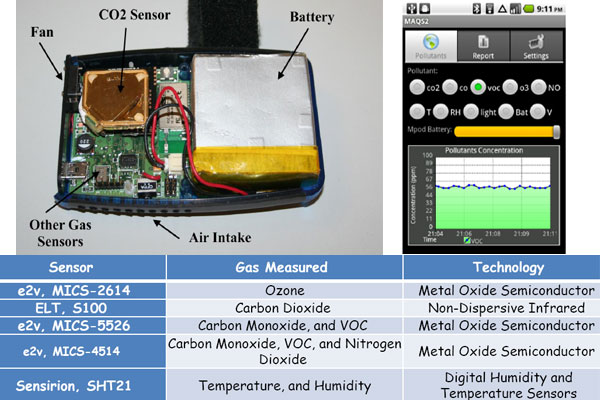 CO2 Sensor
Battery
Fan
Other Gas
Sensors
Air Intake
9:11 PM
MAQS2
Pollutants
Report
Settings
Pollutant:
co2 co voc o3 NO
T RH light Bat V
Mpod Battery:
Pollutants Concentration
Concentration (ppm)
100
89
78
67
56
44
33
22
11
0
21:04 21:06 21:08 21:10 21:11
Time
VOC
Sensor Gas Measured Technology
e2v, MICS-2614 Ozone Metal Oxide Semiconductor
ELT, S100 Carbon Dioxide Non-Dispersive Infrared
e2v, MICS-5526 Carbon Monoxide, and VOC Metal Oxide Semiconductor
e2v, MICS-4514 Carbon Monoxide, VOC, and Nitrogen
Dioxide Metal Oxide Semiconductor
Sensirion, SHT21 Temperature, and Humidity Digital Humidity and
Temperature Sensors